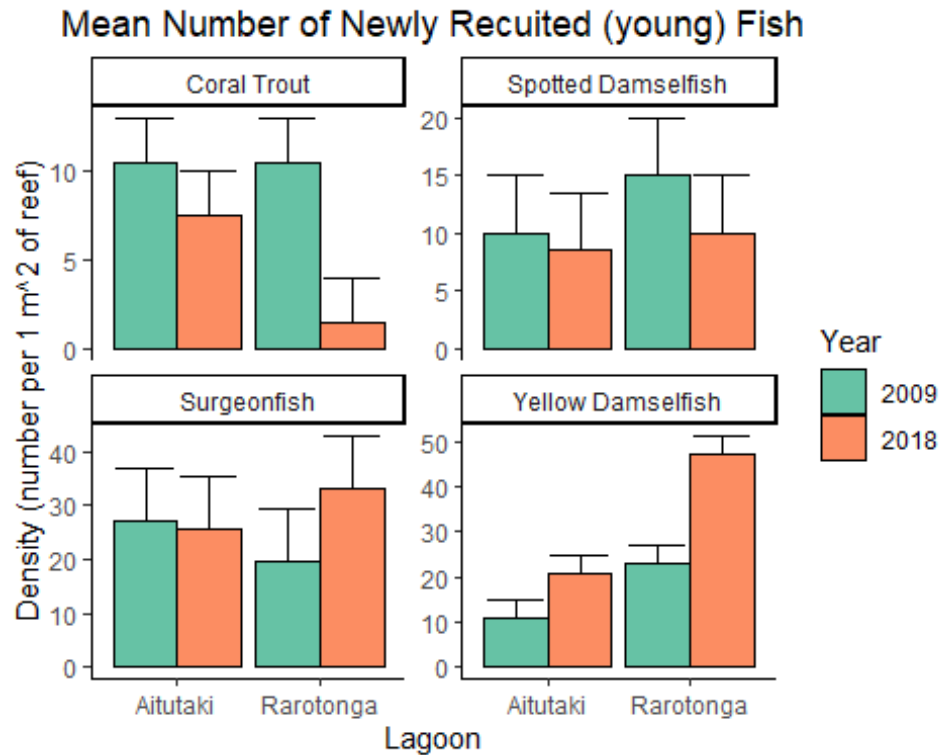 Mean Number of Newly Recuited (young) Fish
Coral Trout
Spotted Damselfish
10
5
0
20
15
10
5
0
Surgeonfish
Yellow Damselfish
40
30
20
10
0
50
40
30
20
10
0
Aitutaki
Rarotonga
Aitutaki
Rarotonga
Lagoon
Density (number per 1 m^2 of reef)
Year
2009
2018